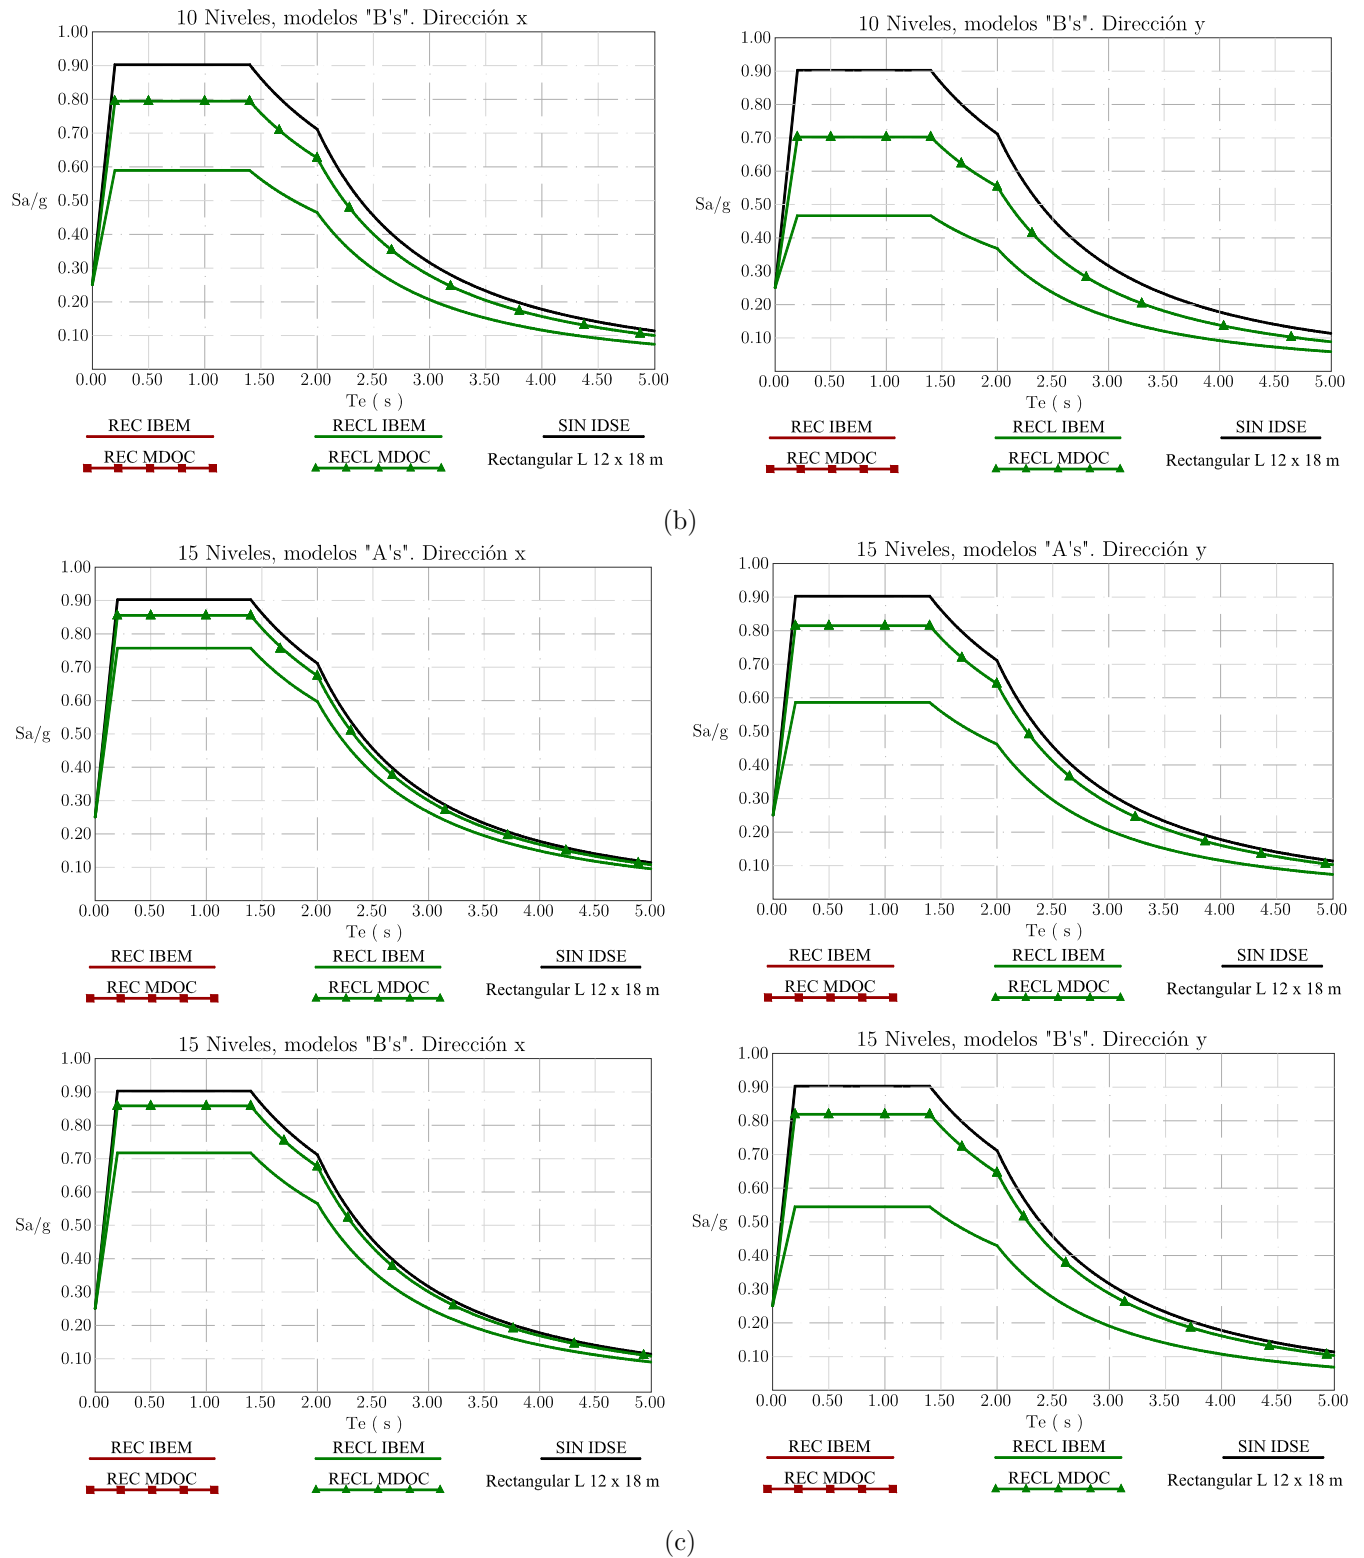 10 Niveles, modelos "B's". Dirección x
1.00
0.90
0.80
0.70
0.60
0.50
0.40
0.30
0.20
0.10
Sa/g
0.00 0.50 1.00 1.50 2.00 2.50 3.00 3.50 4.00 4.50 5.00
Te ( s )
REC IBEM RECL IBEM SIN IDSE
REC MDOC RECL MDOC Rectangular L 12 x 18 m
10 Niveles, modelos "B's". Dirección y
1.00
0.90
0.80
0.70
0.60
0.50
0.40
0.30
0.20
0.10
Sa/g
0.00 0.50 1.00 1.50 2.00 2.50 3.00 3.50 4.00 4.50 5.00
Te ( s )
REC IBEM RECL IBEM SIN IDSE
REC MDOC RECL MDOC Rectangular L 12 x 18 m
(b)
15 Niveles, modelos "A's". Dirección x
1.00
0.90
0.80
0.70
0.60
0.50
0.40
0.30
0.20
0.10
Sa/g
0.00 0.50 1.00 1.50 2.00 2.50 3.00 3.50 4.00 4.50 5.00
Te ( s )
REC IBEM RECL IBEM SIN IDSE
REC MDOC RECL MDOC Rectangular L 12 x 18 m
15 Niveles, modelos "A's". Dirección y
1.00
0.90
0.80
0.70
0.60
0.50
0.40
0.30
0.20
0.10
Sa/g
0.00 0.50 1.00 1.50 2.00 2.50 3.00 3.50 4.00 4.50 5.00
Te ( s )
REC IBEM RECL IBEM SIN IDSE
REC MDOC RECL MDOC Rectangular L 12 x 18 m
15 Niveles, modelos "B's". Dirección x
1.00
0.90
0.80
0.70
0.60
0.50
0.40
0.30
0.20
0.10
Sa/g
0.00 0.50 1.00 1.50 2.00 2.50 3.00 3.50 4.00 4.50 5.00
Te ( s )
REC IBEM RECL IBEM SIN IDSE
REC MDOC RECL MDOC Rectangular L 12 x 18 m
15 Niveles, modelos "B's". Dirección y
1.00
0.90
0.80
0.70
0.60
0.50
0.40
0.30
0.20
0.10
Sa/g
0.00 0.50 1.00 1.50 2.00 2.50 3.00 3.50 4.00 4.50 5.00
Te ( s )
REC IBEM RECL IBEM SIN IDSE
REC MDOC RECL MDOC Rectangular L 12 x 18 m
(c)